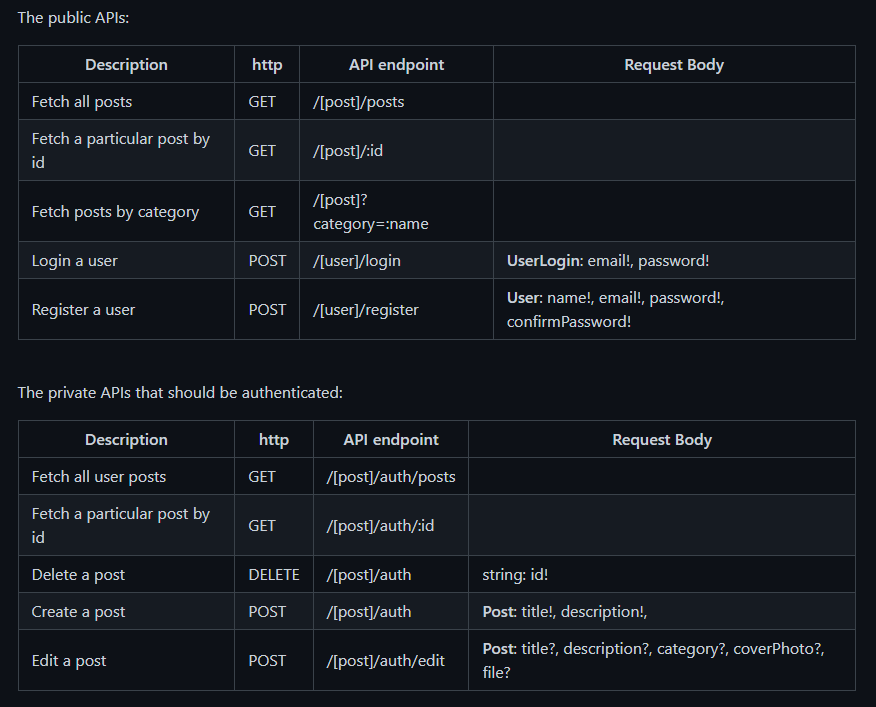 The public APIs:
Description http API endpoint Request Body
Fetch all posts GET /[post]/posts
Fetch a particular post by
id
GET /[post]/:id
Fetch posts by category GET /[post]?
category=:name
Login a user POST /[user]/login UserLogin: email!, password!
Register a user POST /[user]/register User: name!, email!, password!,
confirmPassword!
The private APIs that should be authenticated:
Description http API endpoint Request Body
Fetch all user posts GET /[post]/auth/posts
Fetch a particular post by
id
GET /[post]/auth/:id
Delete a post DELETE /[post]/auth string: id!
Create a post POST /[post]/auth Post: title!, description!,
Edit a post POST /[post]/auth/edit Post: title?, description?, category?, coverPhoto?,
file?